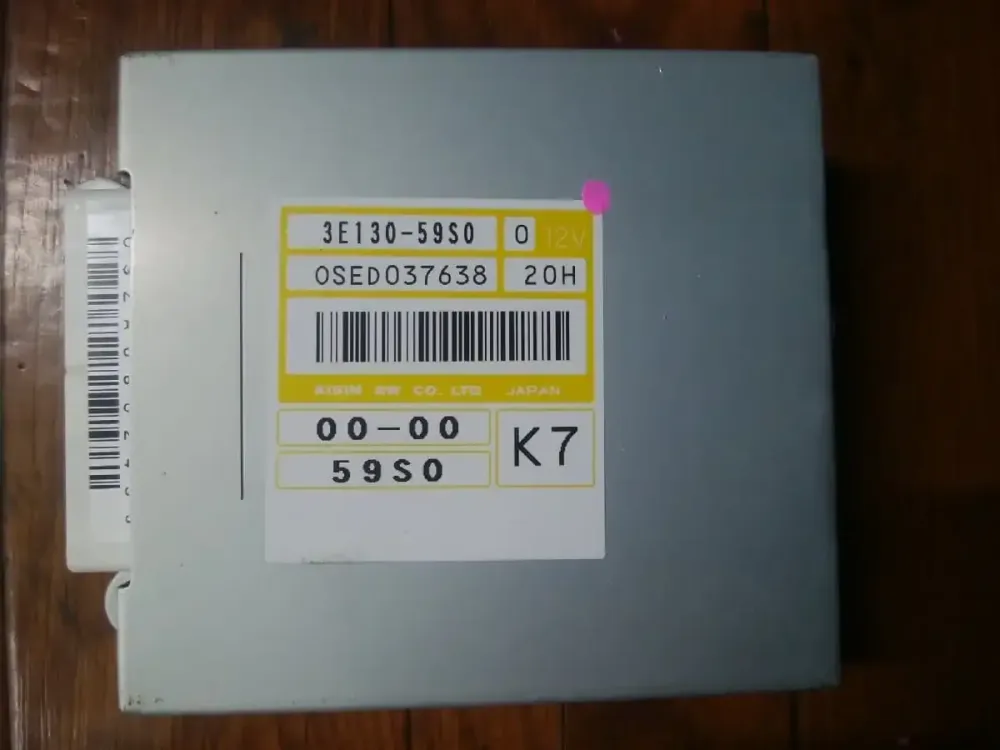 3E130-59S0 0 12V
0SED037638 20H
AISIN AW CO. LTD JAPAN
00-00 K7
59S0